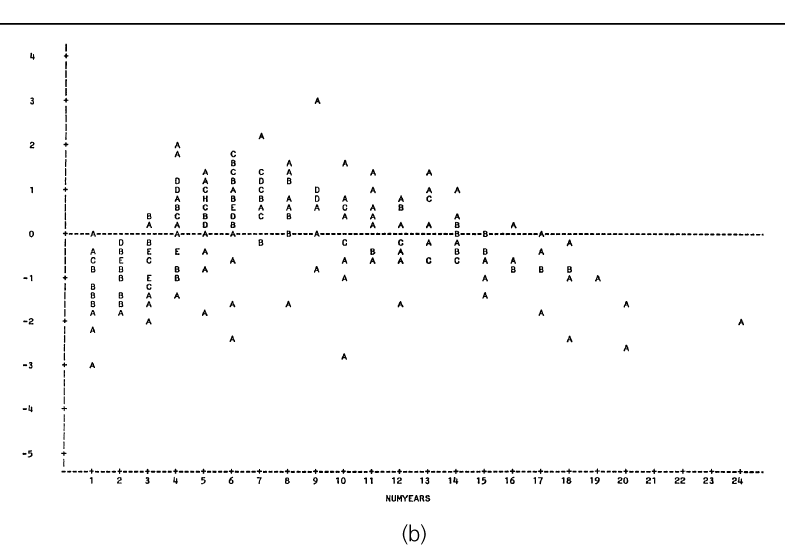 4
3 A
A
2 A
A C
B A A
A C C A A A
D A B D B
1 D C A C D A A A
A H B B A D A A C
B C E A A A C A B
B C B D C B A A A
A A D B A A A B A
0 A A A A B A B B A
D B B C C A A A
A B E E A B A B B A
C E C A A A A C C A
B B B A A B B B
-1 B E B A A A A
B C
B B A A A
B B A A A A A
A A A A
-2 A A
A
A A
A
A
-3 A
-4
-5
1 2 3 4 5 6 7 8 9 10 11 12 13 14 15 16 17 18 19 20 21 22 23 24
NUMYEARS
(b)